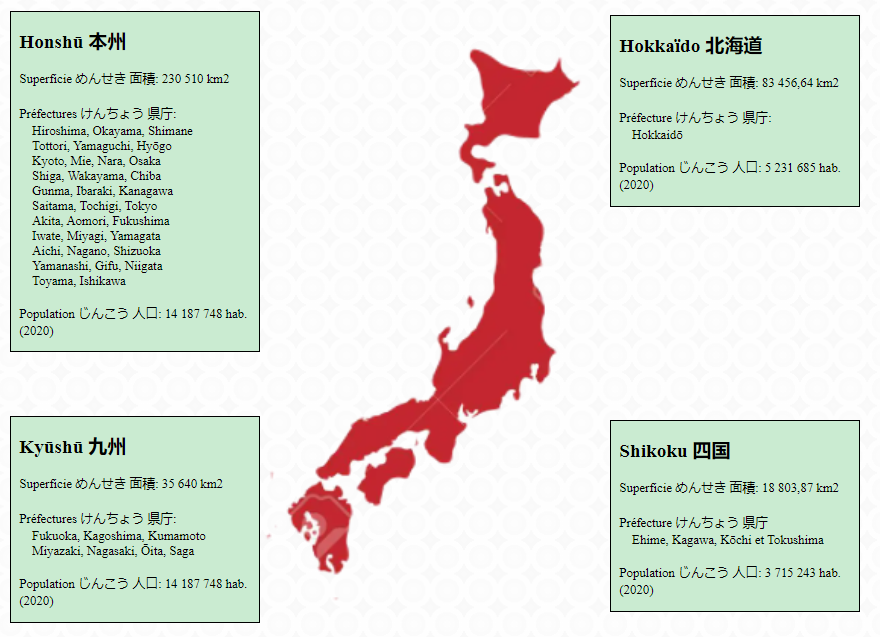 Honshū 本州
Superficie めんせき 面積: 230 510 km2
Préfectures けんちょう 県庁:
Hiroshima, Okayama, Shimane
Tottori, Yamaguchi, Hyōgo
Kyoto, Mie, Nara, Osaka
Shiga, Wakayama, Chiba
Gunma, Ibaraki, Kanagawa
Saitama, Tochigi, Tokyo
Akita, Aomori, Fukushima
Iwate, Miyagi, Yamagata
Aichi, Nagano, Shizuoka
Yamanashi, Gifu, Niigata
Toyama, Ishikawa
Population じんこう 人口: 14 187 748 hab.
(2020)
Hokkaïdo 北海道
Superficie めんせき 面積: 83 456,64 km2
Préfecture けんちょう 県庁:
Hokkaidō
Population じんこう 人口: 5 231 685 hab.
(2020)
Kyūshū 九州
Superficie めんせき 面積: 35 640 km2
Préfectures けんちょう 県庁:
Fukuoka, Kagoshima, Kumamoto
Miyazaki, Nagasaki, Ōita, Saga
Population じんこう 人口: 14 187 748 hab.
(2020)
Shikoku 四国
Superficie めんせき 面積: 18 803,87 km2
Préfecture けんちょう 県庁
Ehime, Kagawa, Kōchi et Tokushima
Population じんこう 人口: 3 715 243 hab.
(2020)